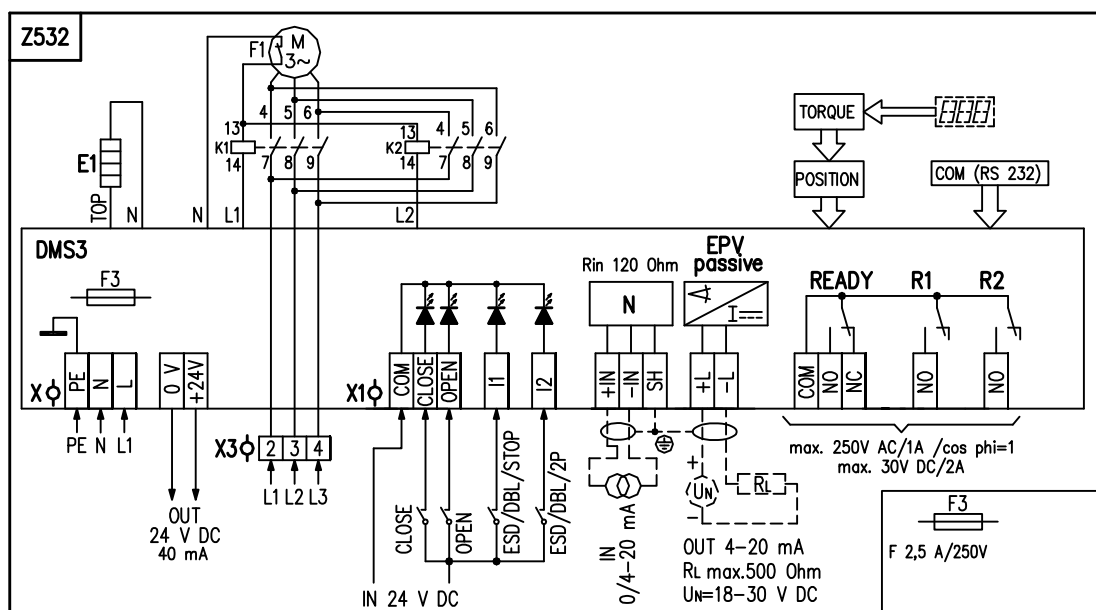 Z532
F1
M
3~
4
5
6
13
K1
14
7
8
9
13
K2
14
4
5
6
7
8
9
E1
TOP
N
N
L1
L2
TORQUE
POSITION
COM (RS 232)
DMS3
F3
Rin 120 Ohm
N
EPV
passive
I
READY
R1
R2
X
PE
N
L
0 V
+24V
X1
COM
CLOSE
OPEN
I1
I2
+IN
-IN
SH
+L
-L
COM
NO
NC
NO
NO
PE
N
L1
X3
2
3
4
L1
L2
L3
OUT
24 V DC
40 mA
CLOSE
OPEN
ESD/DBL/STOP
ESD/DBL/2P
IN 24 V DC
IN
0/4-20 mA
+
UN
-
RL
OUT 4-20 mA
RL max.500 Ohm
UN=18-30 V DC
max. 250V AC/1A /cos phi=1
max. 30V DC/2A
F3
F 2,5 A/250V